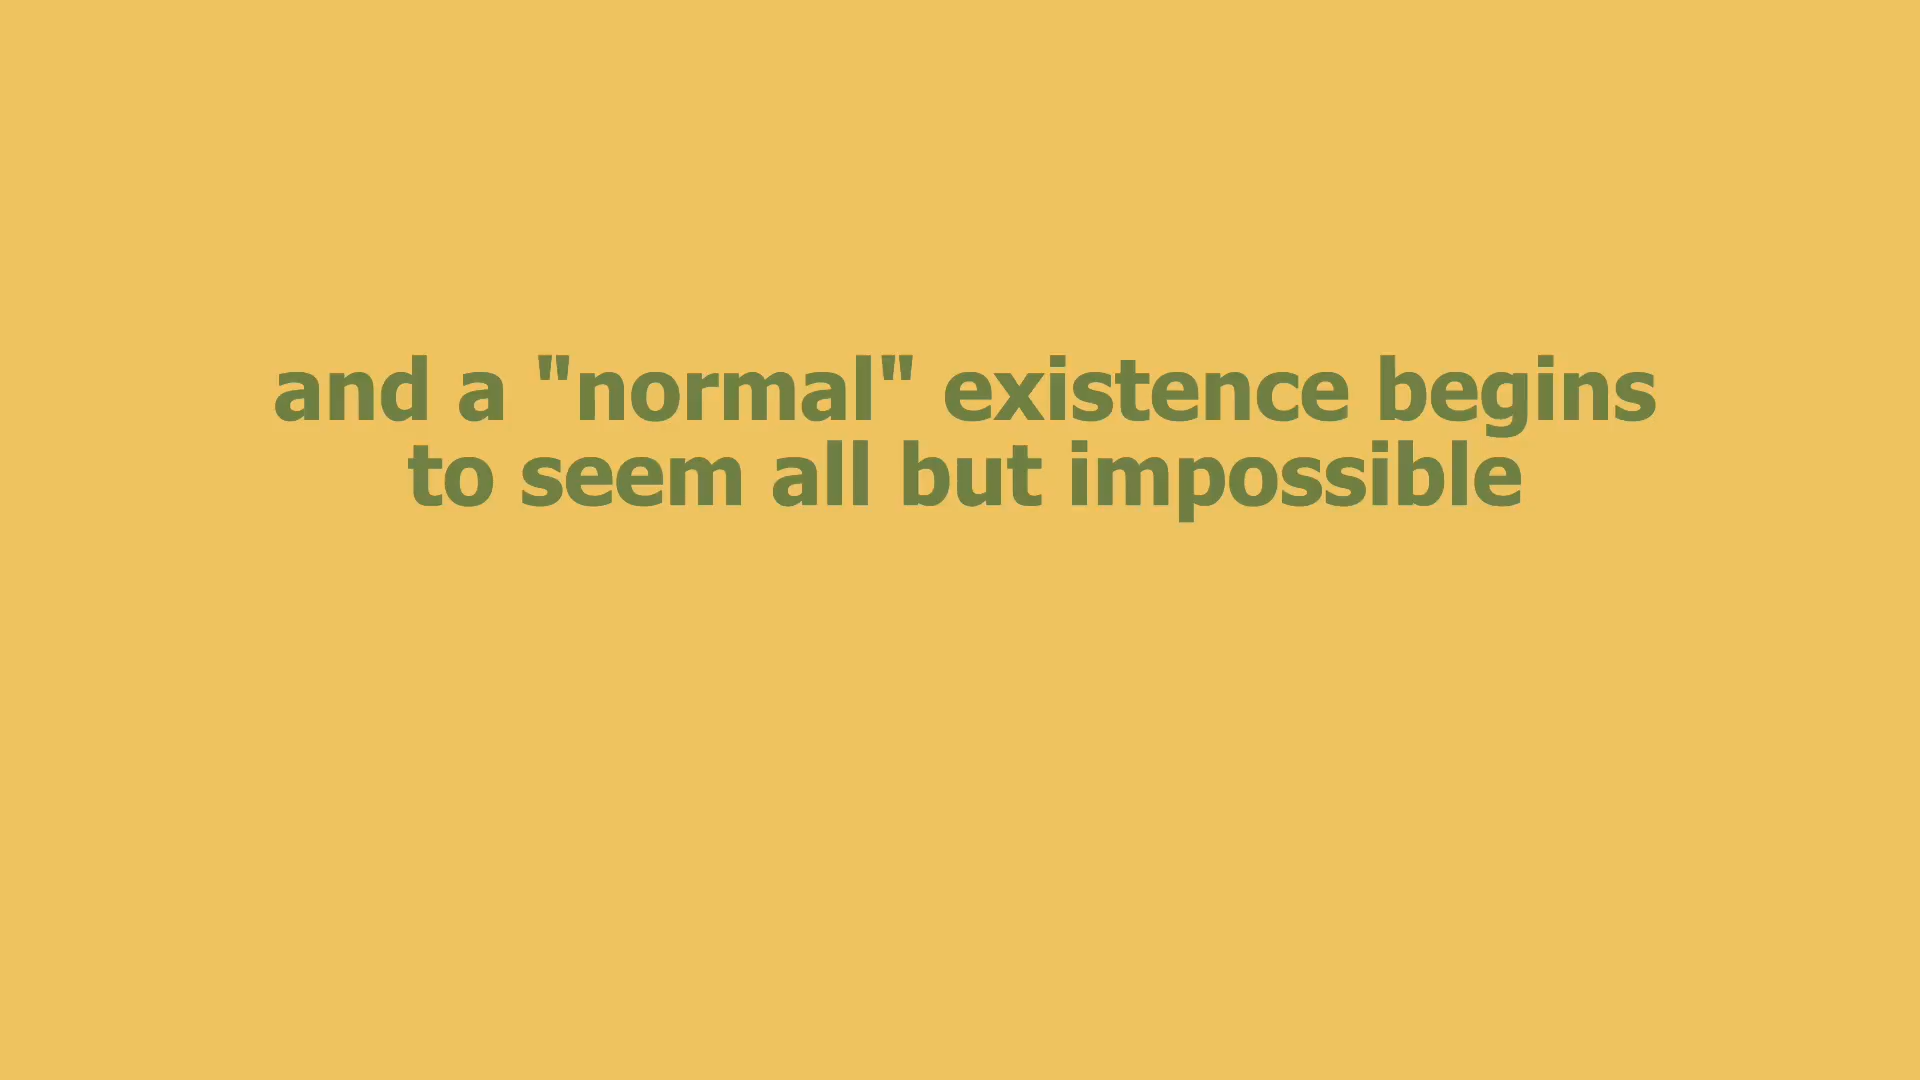 and a "normal" existence begins
to seem all but impossible